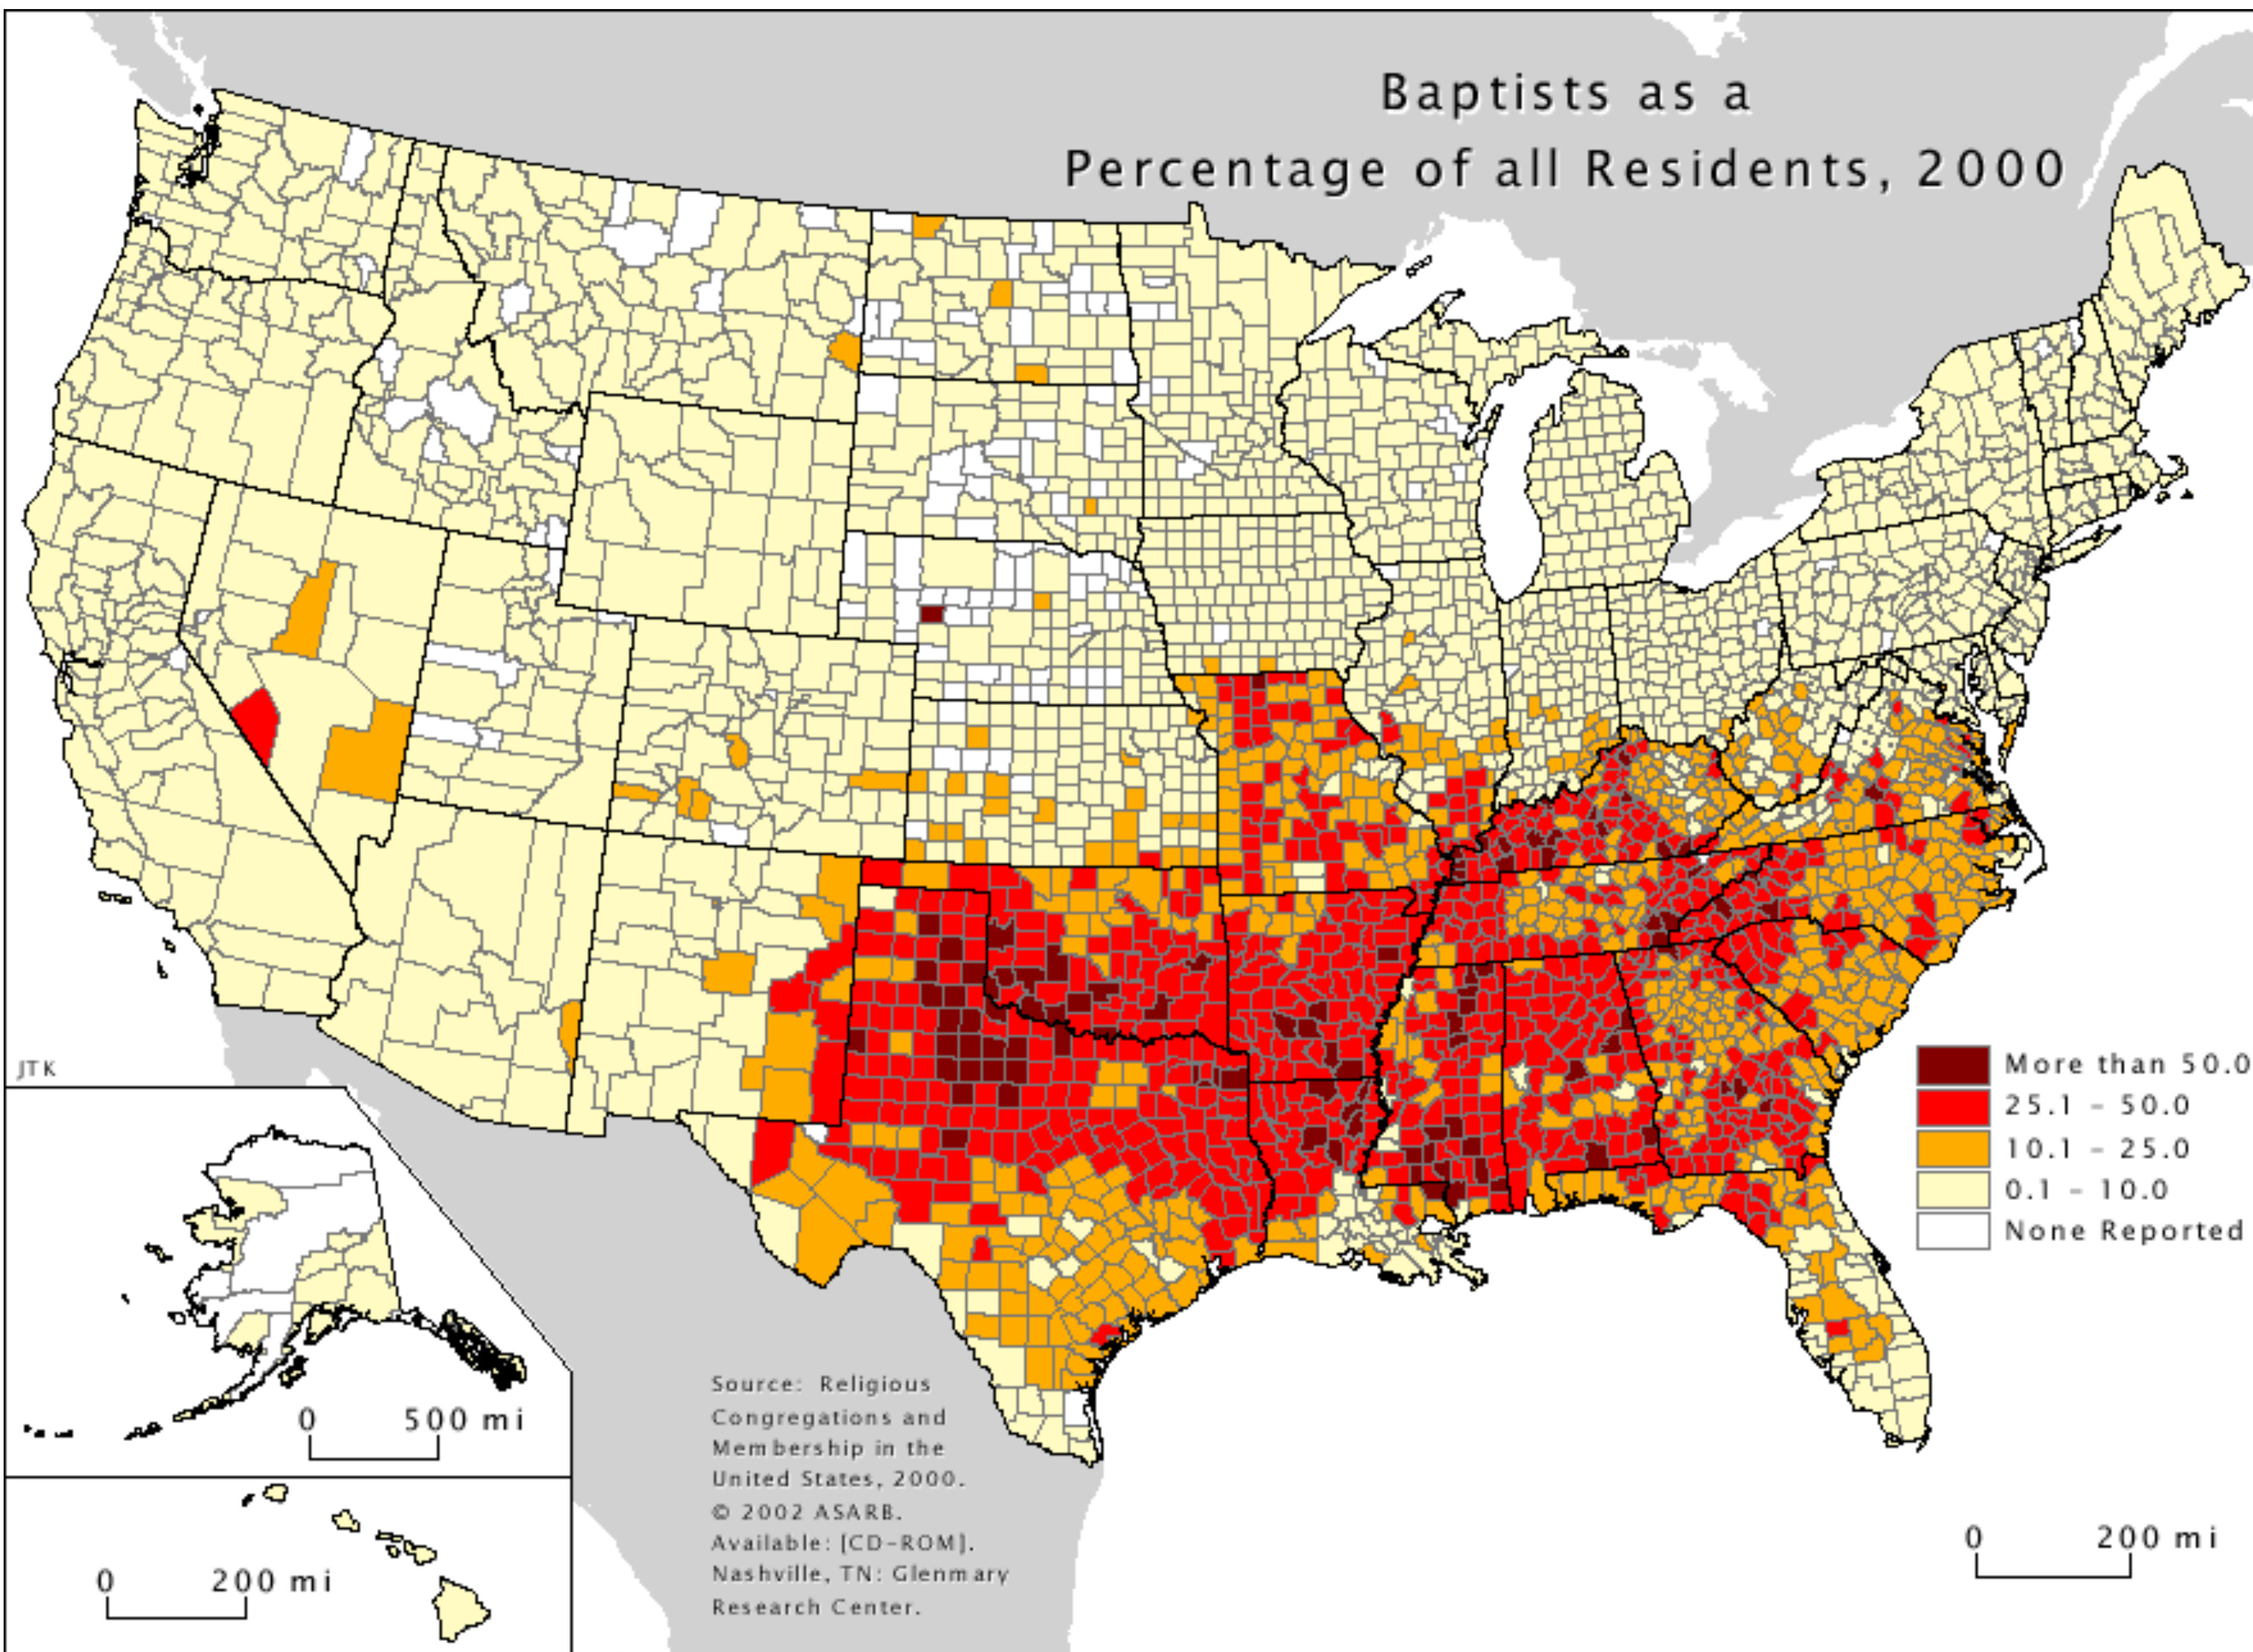 Baptists as a
Percentage of all Residents, 2000
JTK
More than 50.0
25.1 - 50.0
10.1 - 25.0
0.1 - 10.0
None Reported
Source: Religious
Congregations and
Membership in the
United States, 2000.
© 2002 ASARB.
Available: [CD-ROM].
Nashville, TN: Glenmary
Research Center.
0 500 mi
0 200 mi
0 200 mi